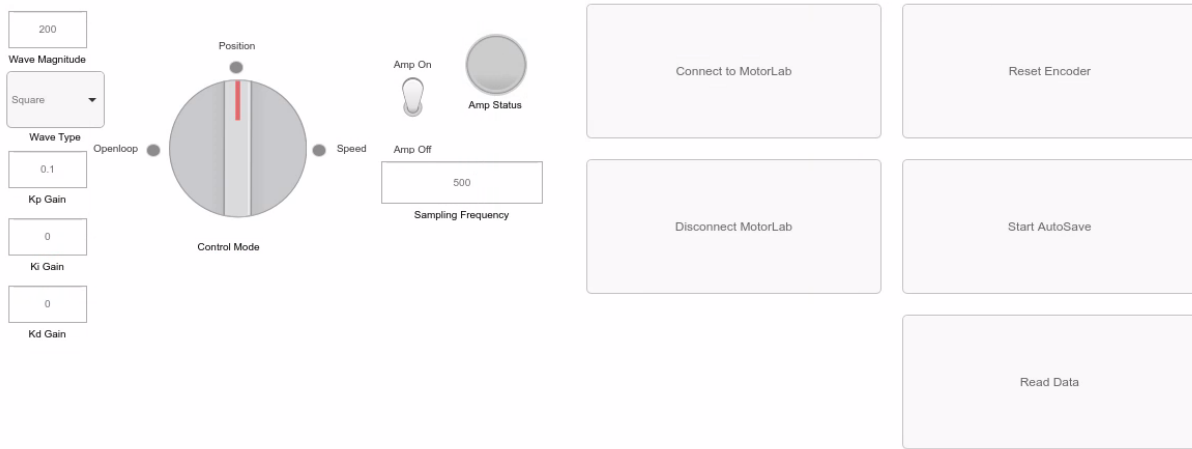 200
Wave Magnitude
Square
Wave Type
0.1
Kp Gain
0
Ki Gain
0
Kd Gain
Position
Openloop
Speed
Control Mode
Amp On
Amp Off
Amp Status
500
Sampling Frequency
Connect to MotorLab
Reset Encoder
Disconnect MotorLab
Start AutoSave
Read Data